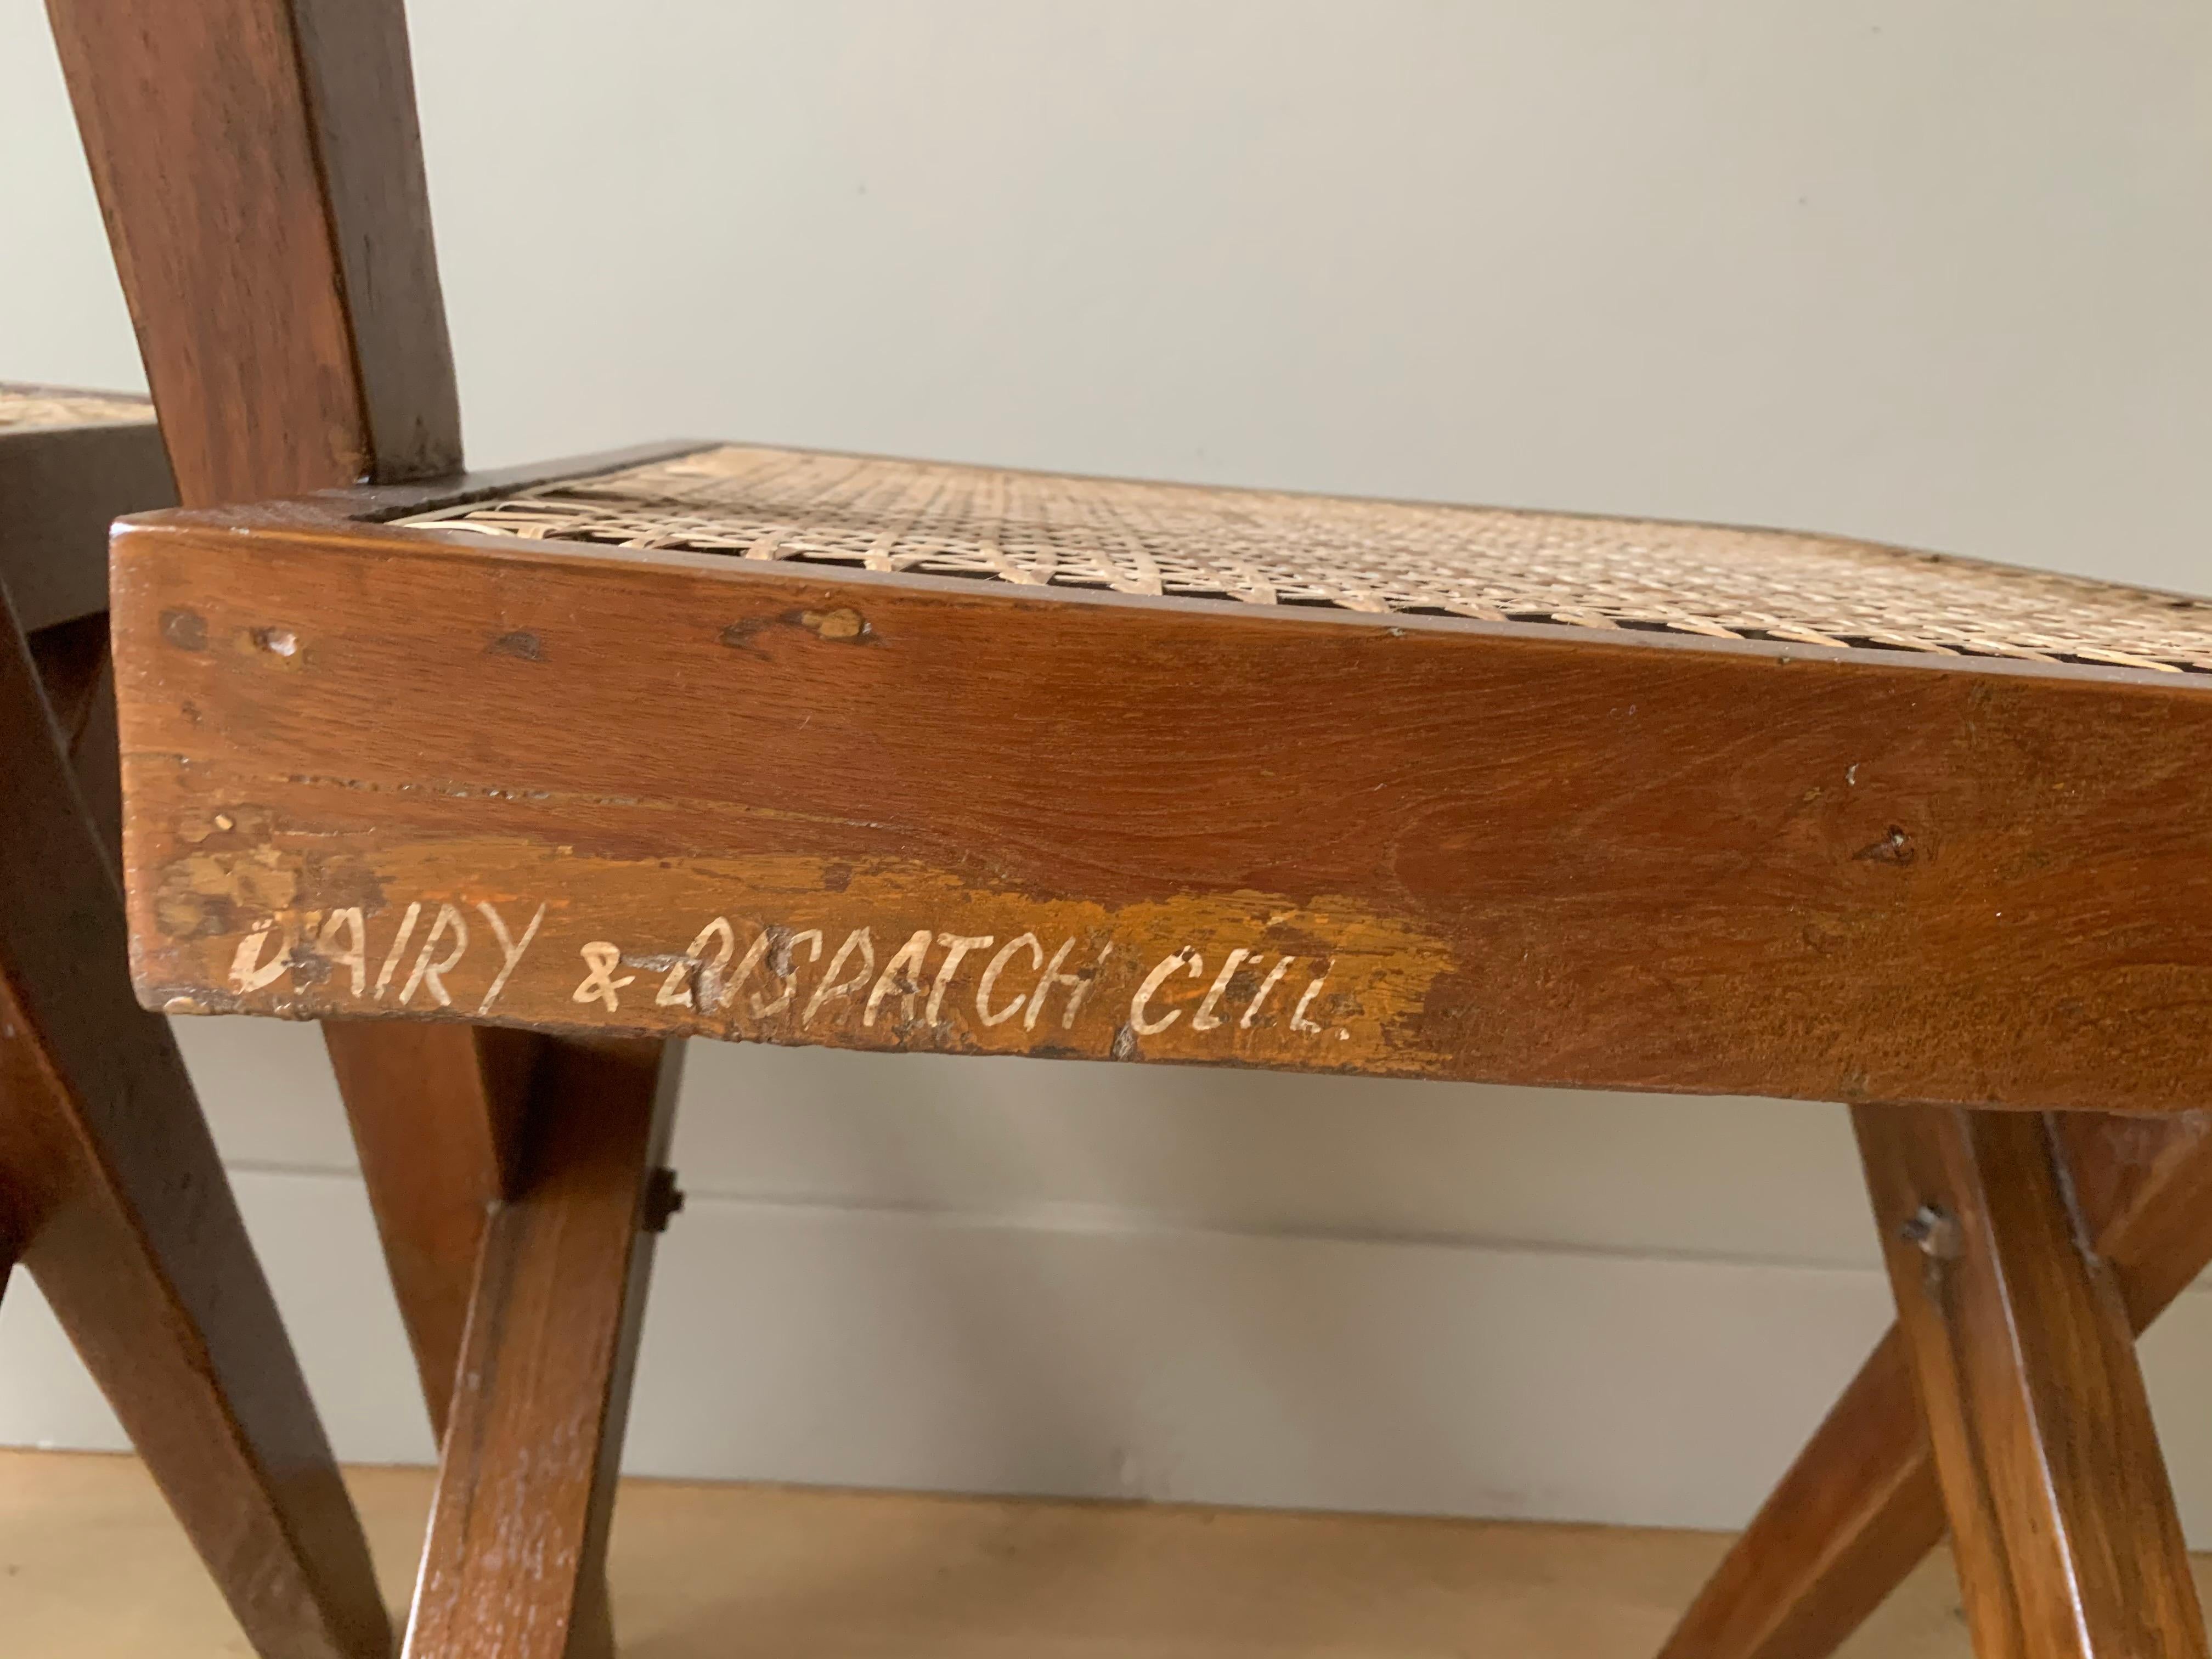 DAIRY & DISPATCH CELL.